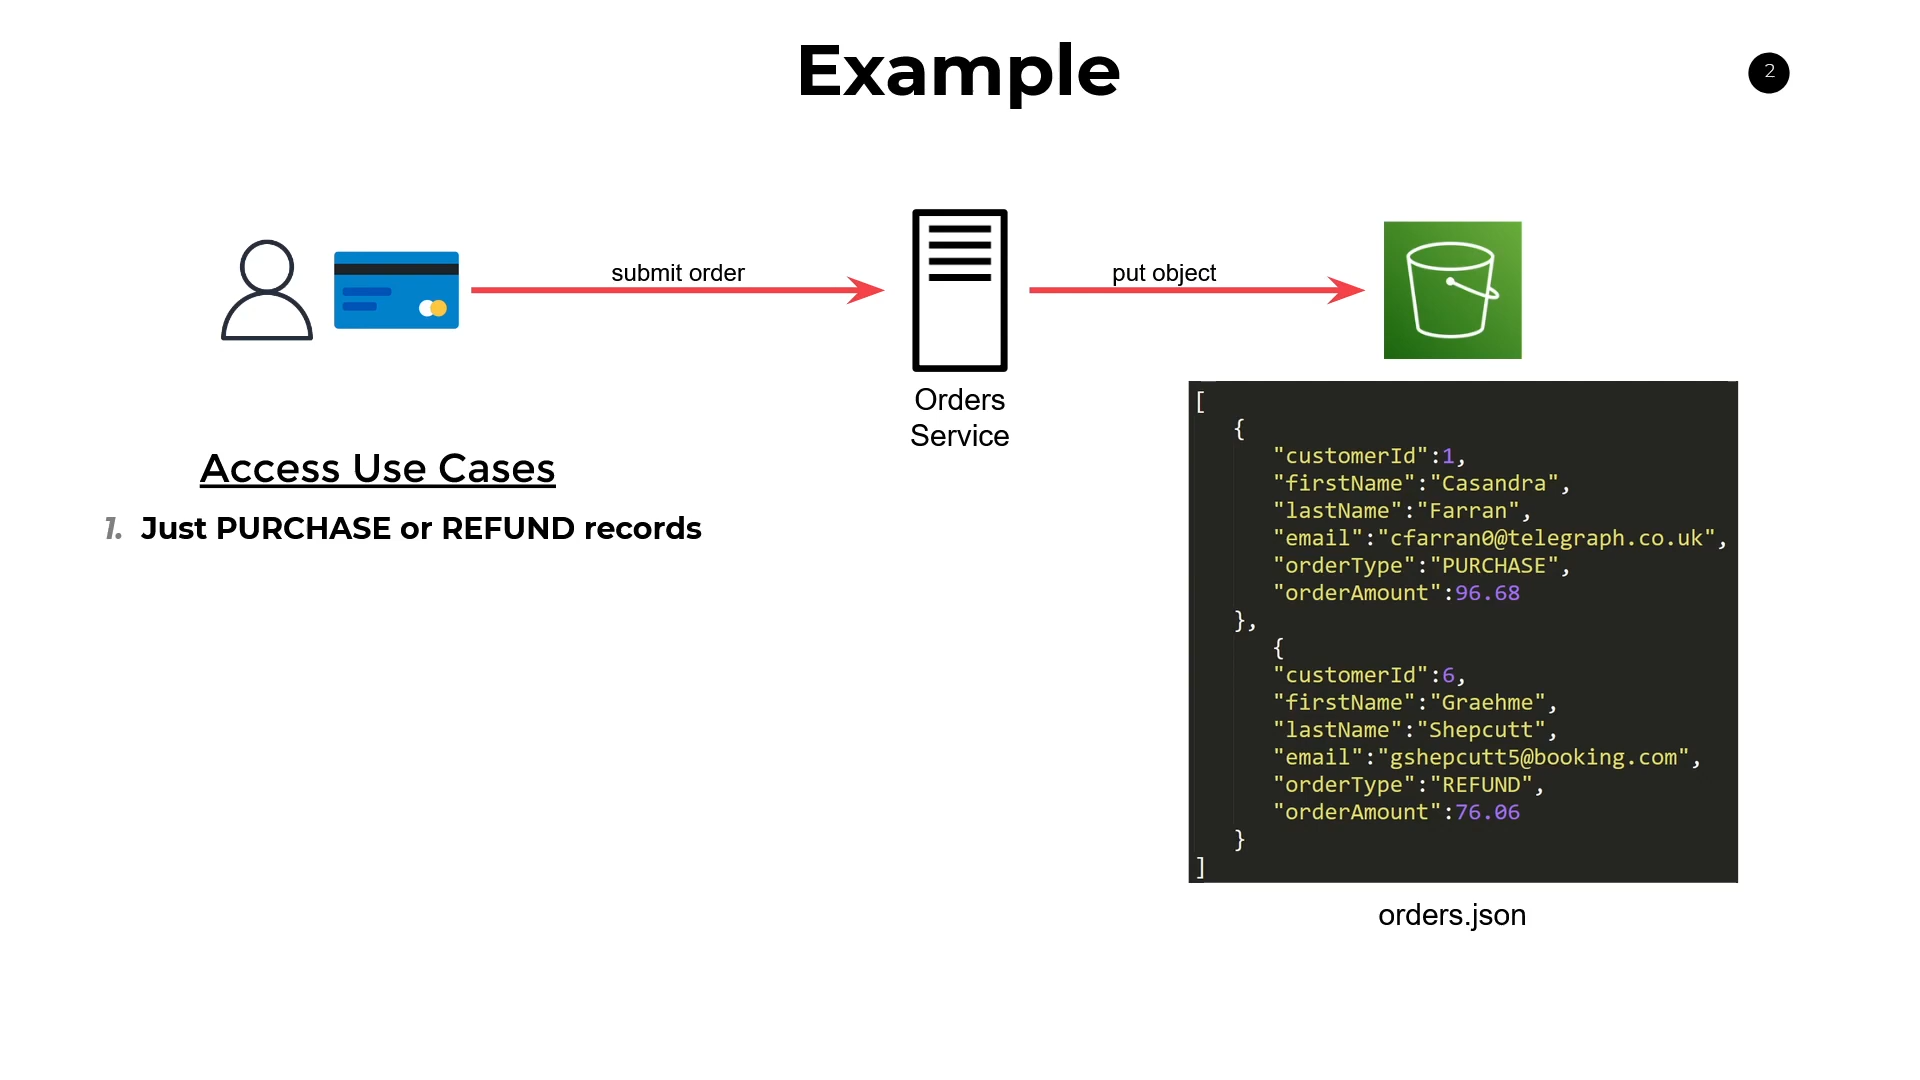 Example
2
submit order
put object
Orders
Service
Access Use Cases
1. Just PURCHASE or REFUND records
[
{
"customerId":1,
"firstName":"Casandra",
"lastName":"Farran",
"email":"cfarran0@telegraph.co.uk",
"orderType":"PURCHASE",
"orderAmount":96.68
},
{
"customerId":6,
"firstName":"Graehme",
"lastName":"Shepcutt",
"email":"gshepcutt5@booking.com",
"orderType":"REFUND",
"orderAmount":76.06
}
]
orders.json